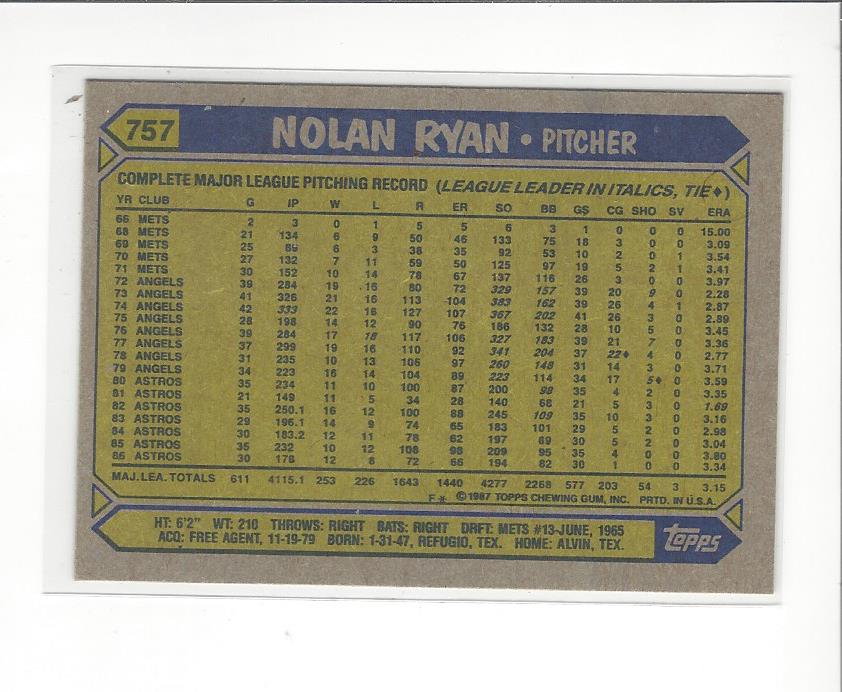 757 NOLAN RYAN • PITCHER
COMPLETE MAJOR LEAGUE PITCHING RECORD (LEAGUE LEADER IN ITALICS, TIE♦)
YR CLUB G IP W L R ER SO BB GS CG SHO SV ERA
66 METS 2 3 0 1 5 5 6 3 1 0 0 0 15.00
68 METS 21 134 6 9 50 46 133 75 18 3 0 0 3.09
69 METS 25 89 6 3 38 35 92 53 10 2 0 1 3.54
70 METS 27 132 7 11 59 50 125 97 19 5 2 1 3.41
71 METS 30 152 10 14 78 67 137 116 26 3 0 0 3.97
72 ANGELS 39 284 19 16 80 72 329 157 39 20 9 0 2.28
73 ANGELS 41 326 21 16 113 104 383 162 39 26 4 1 2.87
74 ANGELS 42 333 22 16 127 107 367 202 41 26 3 0 2.89
75 ANGELS 28 198 14 12 90 76 186 132 28 10 5 0 3.45
76 ANGELS 39 284 17 18 117 106 327 183 39 21 7 0 3.36
77 ANGELS 37 299 19 16 110 92 341 204 37 22♦ 4 0 2.77
78 ANGELS 31 235 10 13 106 97 260 148 31 14 3 0 3.71
79 ANGELS 34 223 16 14 104 89 223 114 34 17 5♦ 0 3.59
80 ASTROS 35 234 11 10 100 87 200 98 35 4 2 0 3.35
81 ASTROS 21 149 11 5 34 28 140 68 21 5 3 0 1.69
82 ASTROS 35 250.1 16 12 100 88 245 109 35 10 3 0 3.16
83 ASTROS 29 196.1 14 9 74 65 183 101 29 5 2 0 2.98
84 ASTROS 30 183.2 12 11 78 62 197 69 30 5 2 0 3.04
85 ASTROS 35 232 10 12 108 98 209 95 35 4 0 0 3.80
86 ASTROS 30 178 12 8 72 66 194 82 30 1 0 0 3.34
MAJ. LEA. TOTALS 611 4115.1 253 226 1643 1440 4277 2268 577 203 54 3 3.15
F* ©1987 TOPPS CHEWING GUM, INC. PRTD. IN U.S.A.
HT: 6'2" WT: 210 THROWS: RIGHT BATS: RIGHT DRFT: METS #13-JUNE, 1965
ACQ: FREE AGENT, 11-19-79 BORN: 1-31-47, REFUGIO, TEX. HOME: ALVIN, TEX.
Topps